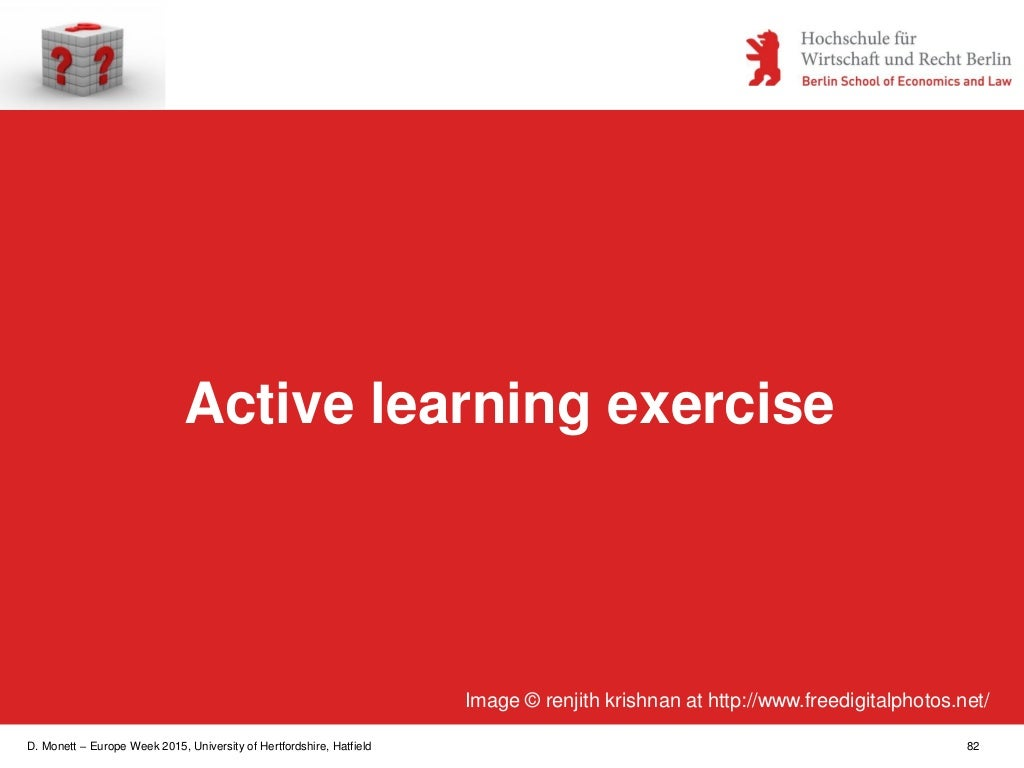 ? ? ?
Hochschule für
Wirtschaft und Recht Berlin
Berlin School of Economics and Law
Active learning exercise
Image © renjith krishnan at http://www.freedigitalphotos.net/
D. Monett – Europe Week 2015, University of Hertfordshire, Hatfield
82